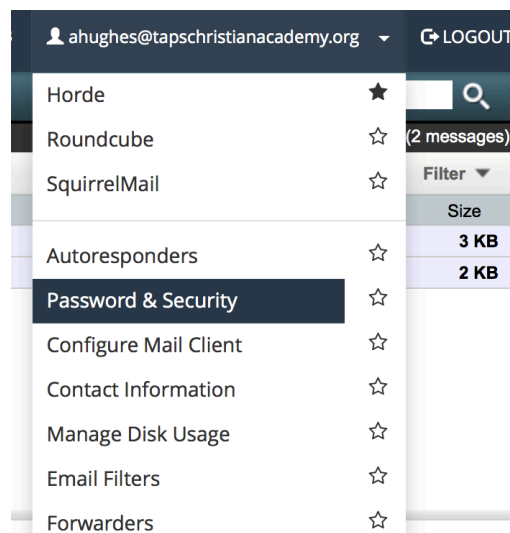 ahughes@tapschristianacademy.org LOGOUT
Horde
Roundcube
(2 messages)
SquirrelMail
Filter
Size
3 KB
Autoresponders
2 KB
Password & Security
Configure Mail Client
Contact Information
Manage Disk Usage
Email Filters
Forwarders